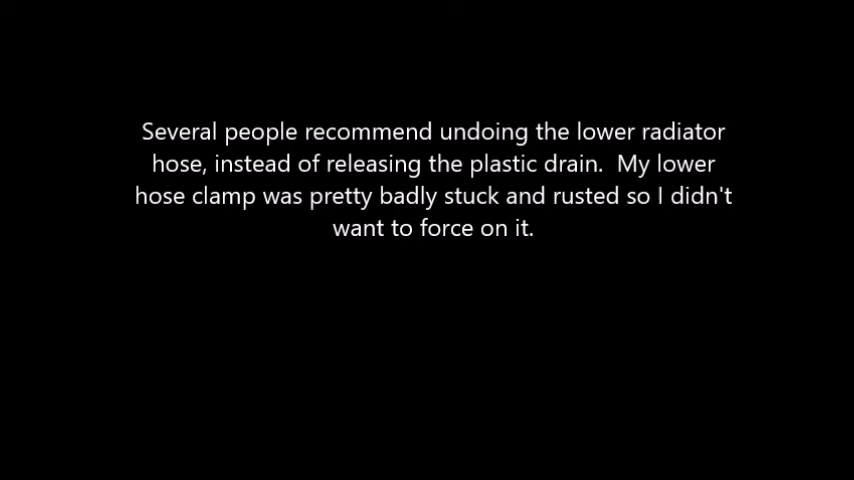 Several people recommend undoing the lower radiator
hose, instead of releasing the plastic drain.  My lower
hose clamp was pretty badly stuck and rusted so I didn't
want to force on it.